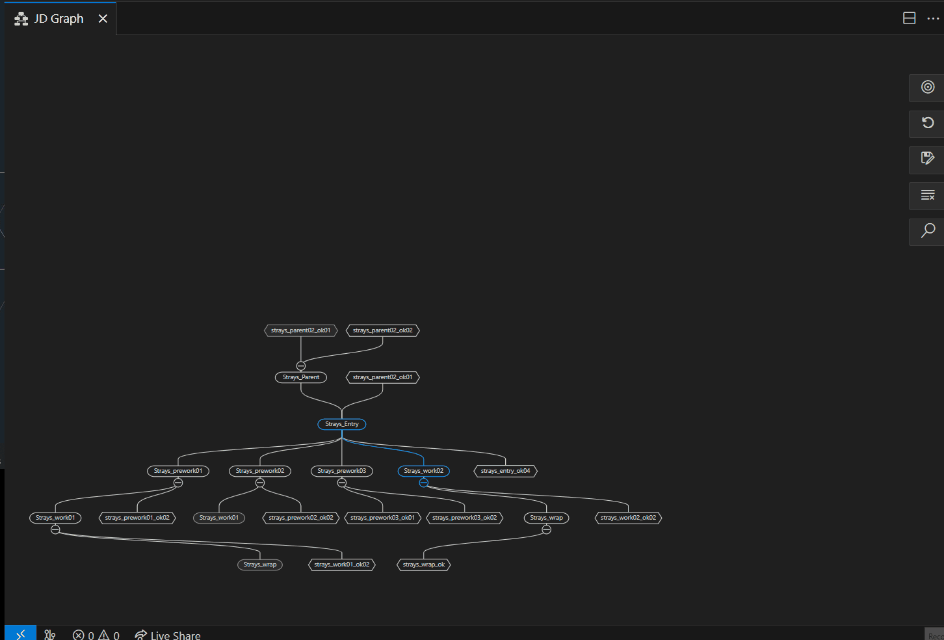 JD Graph
strays_parent02_ok01
strays_parent02_ok02
Strays_Parent
strays_parent02_ok01
Strays_Entry
Strays_prework01
Strays_prework02
Strays_prework03
Strays_work02
strays_entry_ok04
Strays_work01
strays_prework01_ok02
Strays_work01
strays_prework02_ok02
strays_prework03_ok01
strays_prework03_ok02
Strays_wrap
strays_work02_ok02
Strays_wrap
strays_work01_ok02
strays_wrap_ok
0 0 Live Share